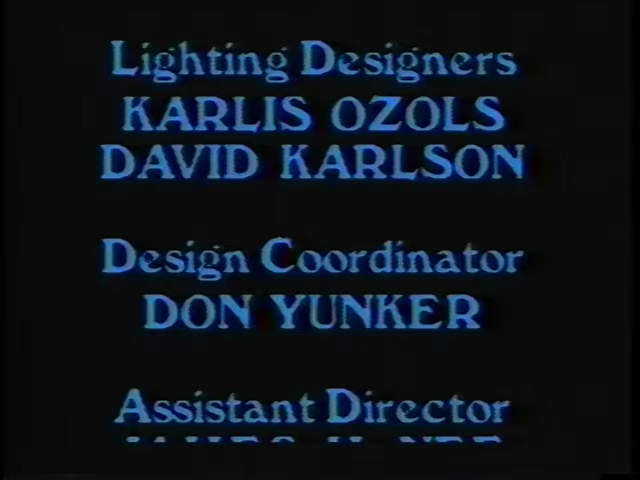 Lighting Designers
KARLIS OZOLS
DAVID KARLSON
Design Coordinator
DON YUNKER
Assistant Director